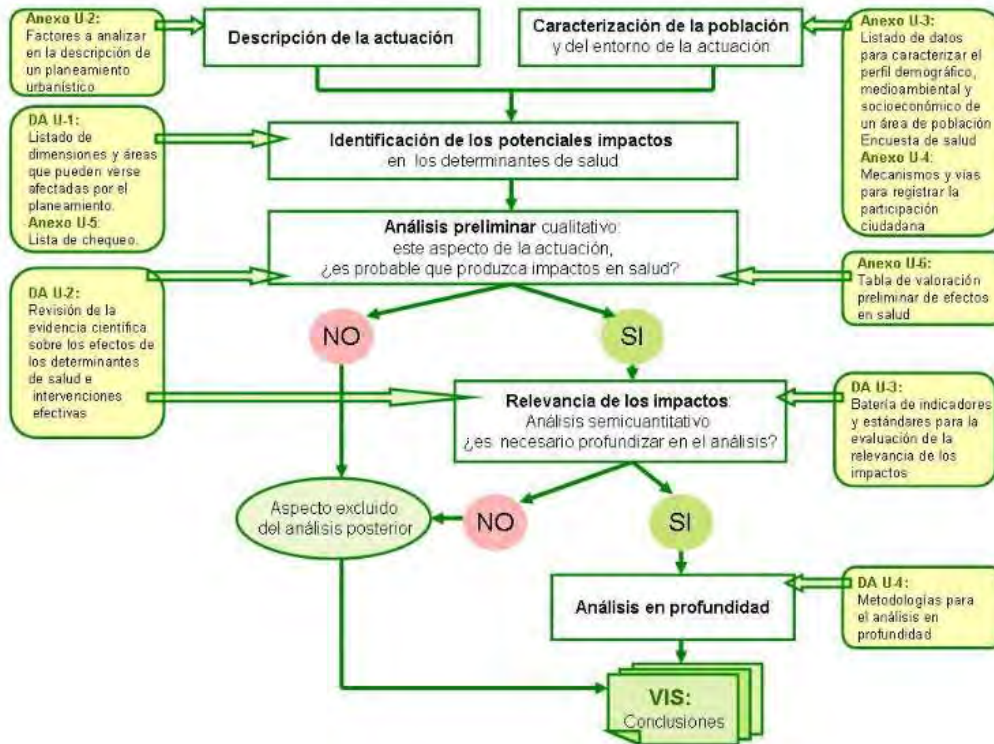 Anexo U-2:
Factores a analizar
en la descripción de
un planeamiento
urbanístico
Descripción de la actuación
Caracterización de la población
y del entorno de la actuación
Anexo U-3:
Listado de datos
para caracterizar el
perfil demográfico,
medioambiental y
socioeconómico de
un área de población
Encuesta de salud
Anexo U-4:
Mecanismos y vías
para registrar la
participación
ciudadana
DA U-1:
Listado de
dimensiones y áreas
que pueden verse
afectadas por el
planeamiento.
Anexo U-5:
Lista de chequeo.
Identificación de los potenciales impactos
en los determinantes de salud
Análisis preliminar cualitativo:
este aspecto de la actuación,
¿es probable que produzca impactos en salud?
Anexo U-6:
Tabla de valoración
preliminar de efectos
en salud
DA U-2:
Revisión de la
evidencia científica
sobre los efectos de
los determinantes
de salud e
intervenciones
efectivas
NO
SI
Relevancia de los impactos:
Análisis semicuantitativo
¿es necesario profundizar en el análisis?
DA U-3:
Batería de indicadores
y estándares para la
evaluación de la
relevancia de los
impactos
Aspecto excluido
del análisis posterior
NO
SI
Análisis en profundidad
DA U-4:
Metodologías para
el análisis en
profundidad
VIS:
Conclusiones